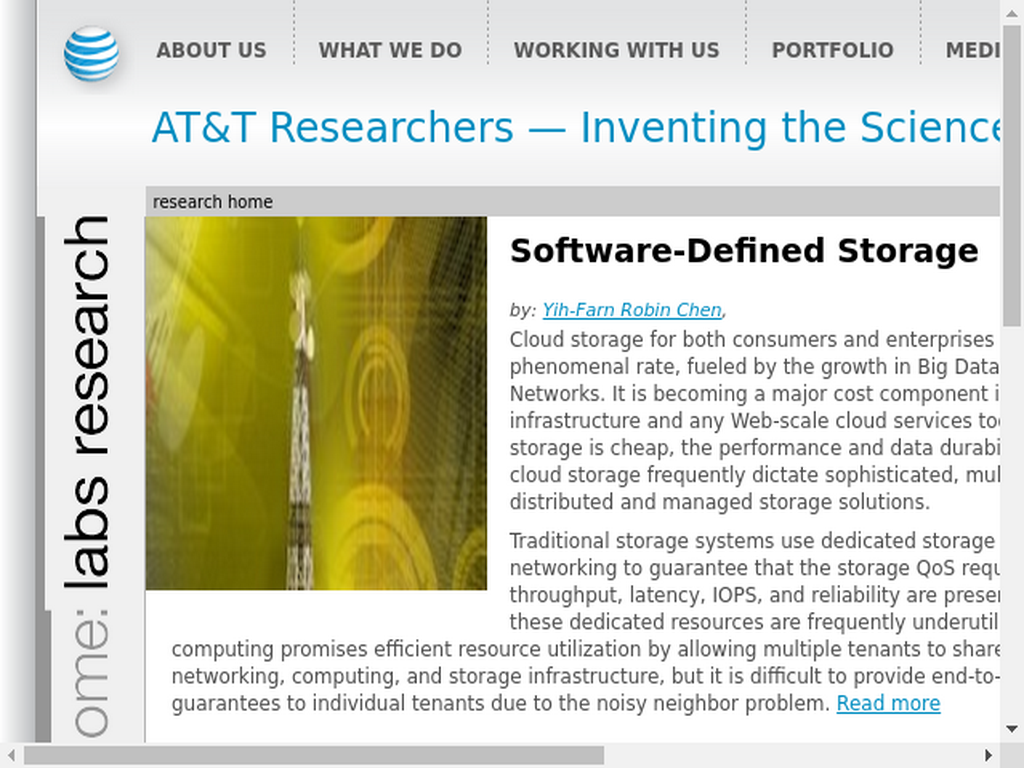 ABOUT US WHAT WE DO WORKING WITH US PORTFOLIO
AT&T Researchers — Inventing the Science
research home
ome: labs research
Software-Defined Storage
by: Yih-Farn Robin Chen,
Cloud storage for both consumers and enterprises
phenomenal rate, fueled by the growth in Big Data
Networks. It is becoming a major cost component
infrastructure and any Web-scale cloud services
storage is cheap, the performance and data
cloud storage frequently dictate sophisticated,
distributed and managed storage solutions.
Traditional storage systems use dedicated storage
networking to guarantee that the storage QoS
throughput, latency, IOPS, and reliability are
these dedicated resources are frequently
computing promises efficient resource utilization by allowing multiple tenants to share
networking, computing, and storage infrastructure, but it is difficult to provide end-to-
guarantees to individual tenants due to the noisy neighbor problem. Read more